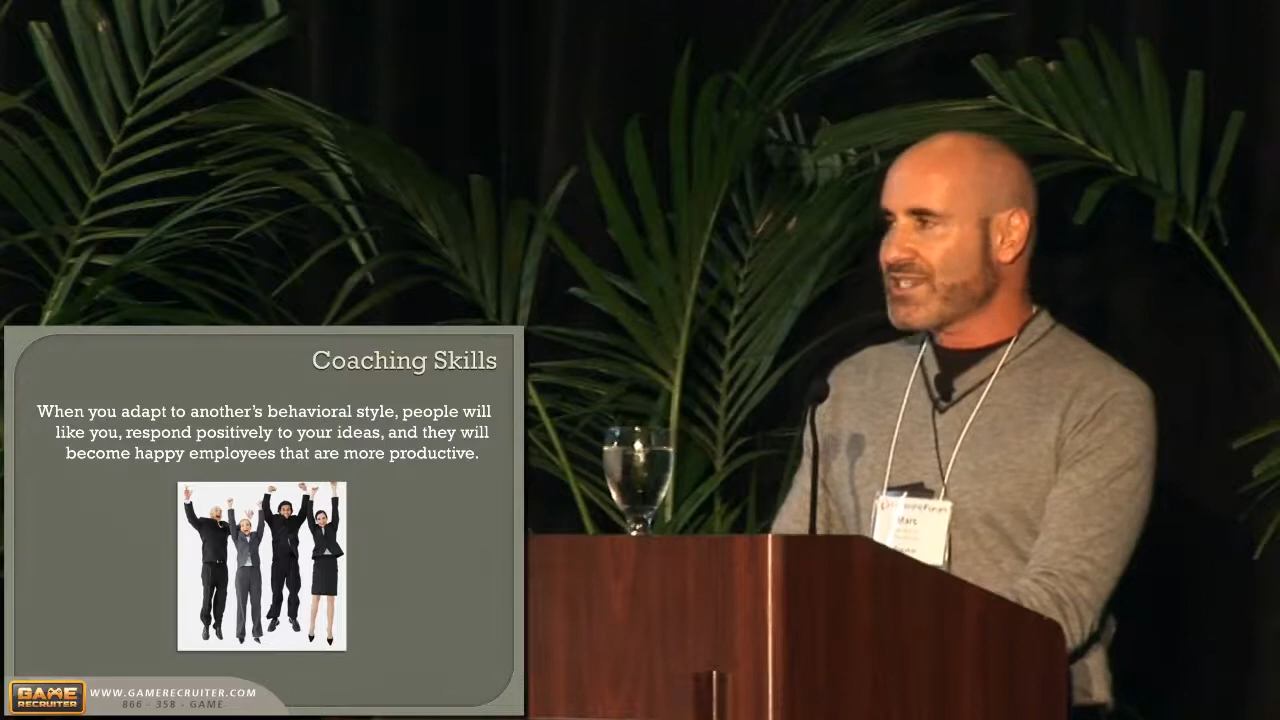 Coaching Skills
When you adapt to another's behavioral style, people will
like you, respond positively to your ideas, and they will
become happy employees that are more productive.
Marc
GAME
RECRUITER
WWW.GAMERECRUITER.COM
866 - 358 - GAME